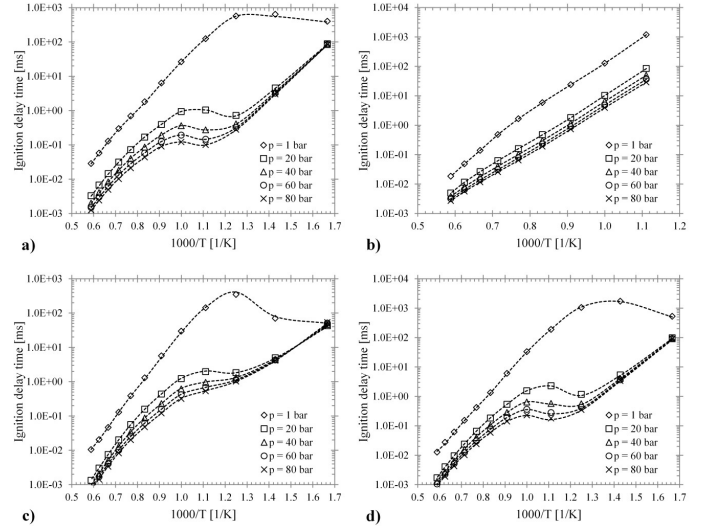 1.0E+03
1.0E+02
1.0E+01
1.0E+00
1.0E-01
1.0E-02
1.0E-03
Ignition delay time [ms]
p = 1 bar
p = 20 bar
p = 40 bar
p = 60 bar
p = 80 bar
0.5 0.6 0.7 0.8 0.9 1.0 1.1 1.2 1.3 1.4 1.5 1.6 1.7
1000/T [1/K]
a)
1.0E+04
1.0E+03
1.0E+02
1.0E+01
1.0E+00
1.0E-01
1.0E-02
1.0E-03
Ignition delay time [ms]
p = 1 bar
p = 20 bar
p = 40 bar
p = 60 bar
p = 80 bar
0.5 0.6 0.7 0.8 0.9 1.0 1.1 1.2
1000/T [1/K]
b)
1.0E+03
1.0E+02
1.0E+01
1.0E+00
1.0E-01
1.0E-02
1.0E-03
Ignition delay time [ms]
p = 1 bar
p = 20 bar
p = 40 bar
p = 60 bar
p = 80 bar
0.5 0.6 0.7 0.8 0.9 1.0 1.1 1.2 1.3 1.4 1.5 1.6 1.7
1000/T [1/K]
c)
1.0E+04
1.0E+03
1.0E+02
1.0E+01
1.0E+00
1.0E-01
1.0E-02
1.0E-03
Ignition delay time [ms]
p = 1 bar
p = 20 bar
p = 40 bar
p = 60 bar
p = 80 bar
0.5 0.6 0.7 0.8 0.9 1.0 1.1 1.2 1.3 1.4 1.5 1.6 1.7
1000/T [1/K]
d)